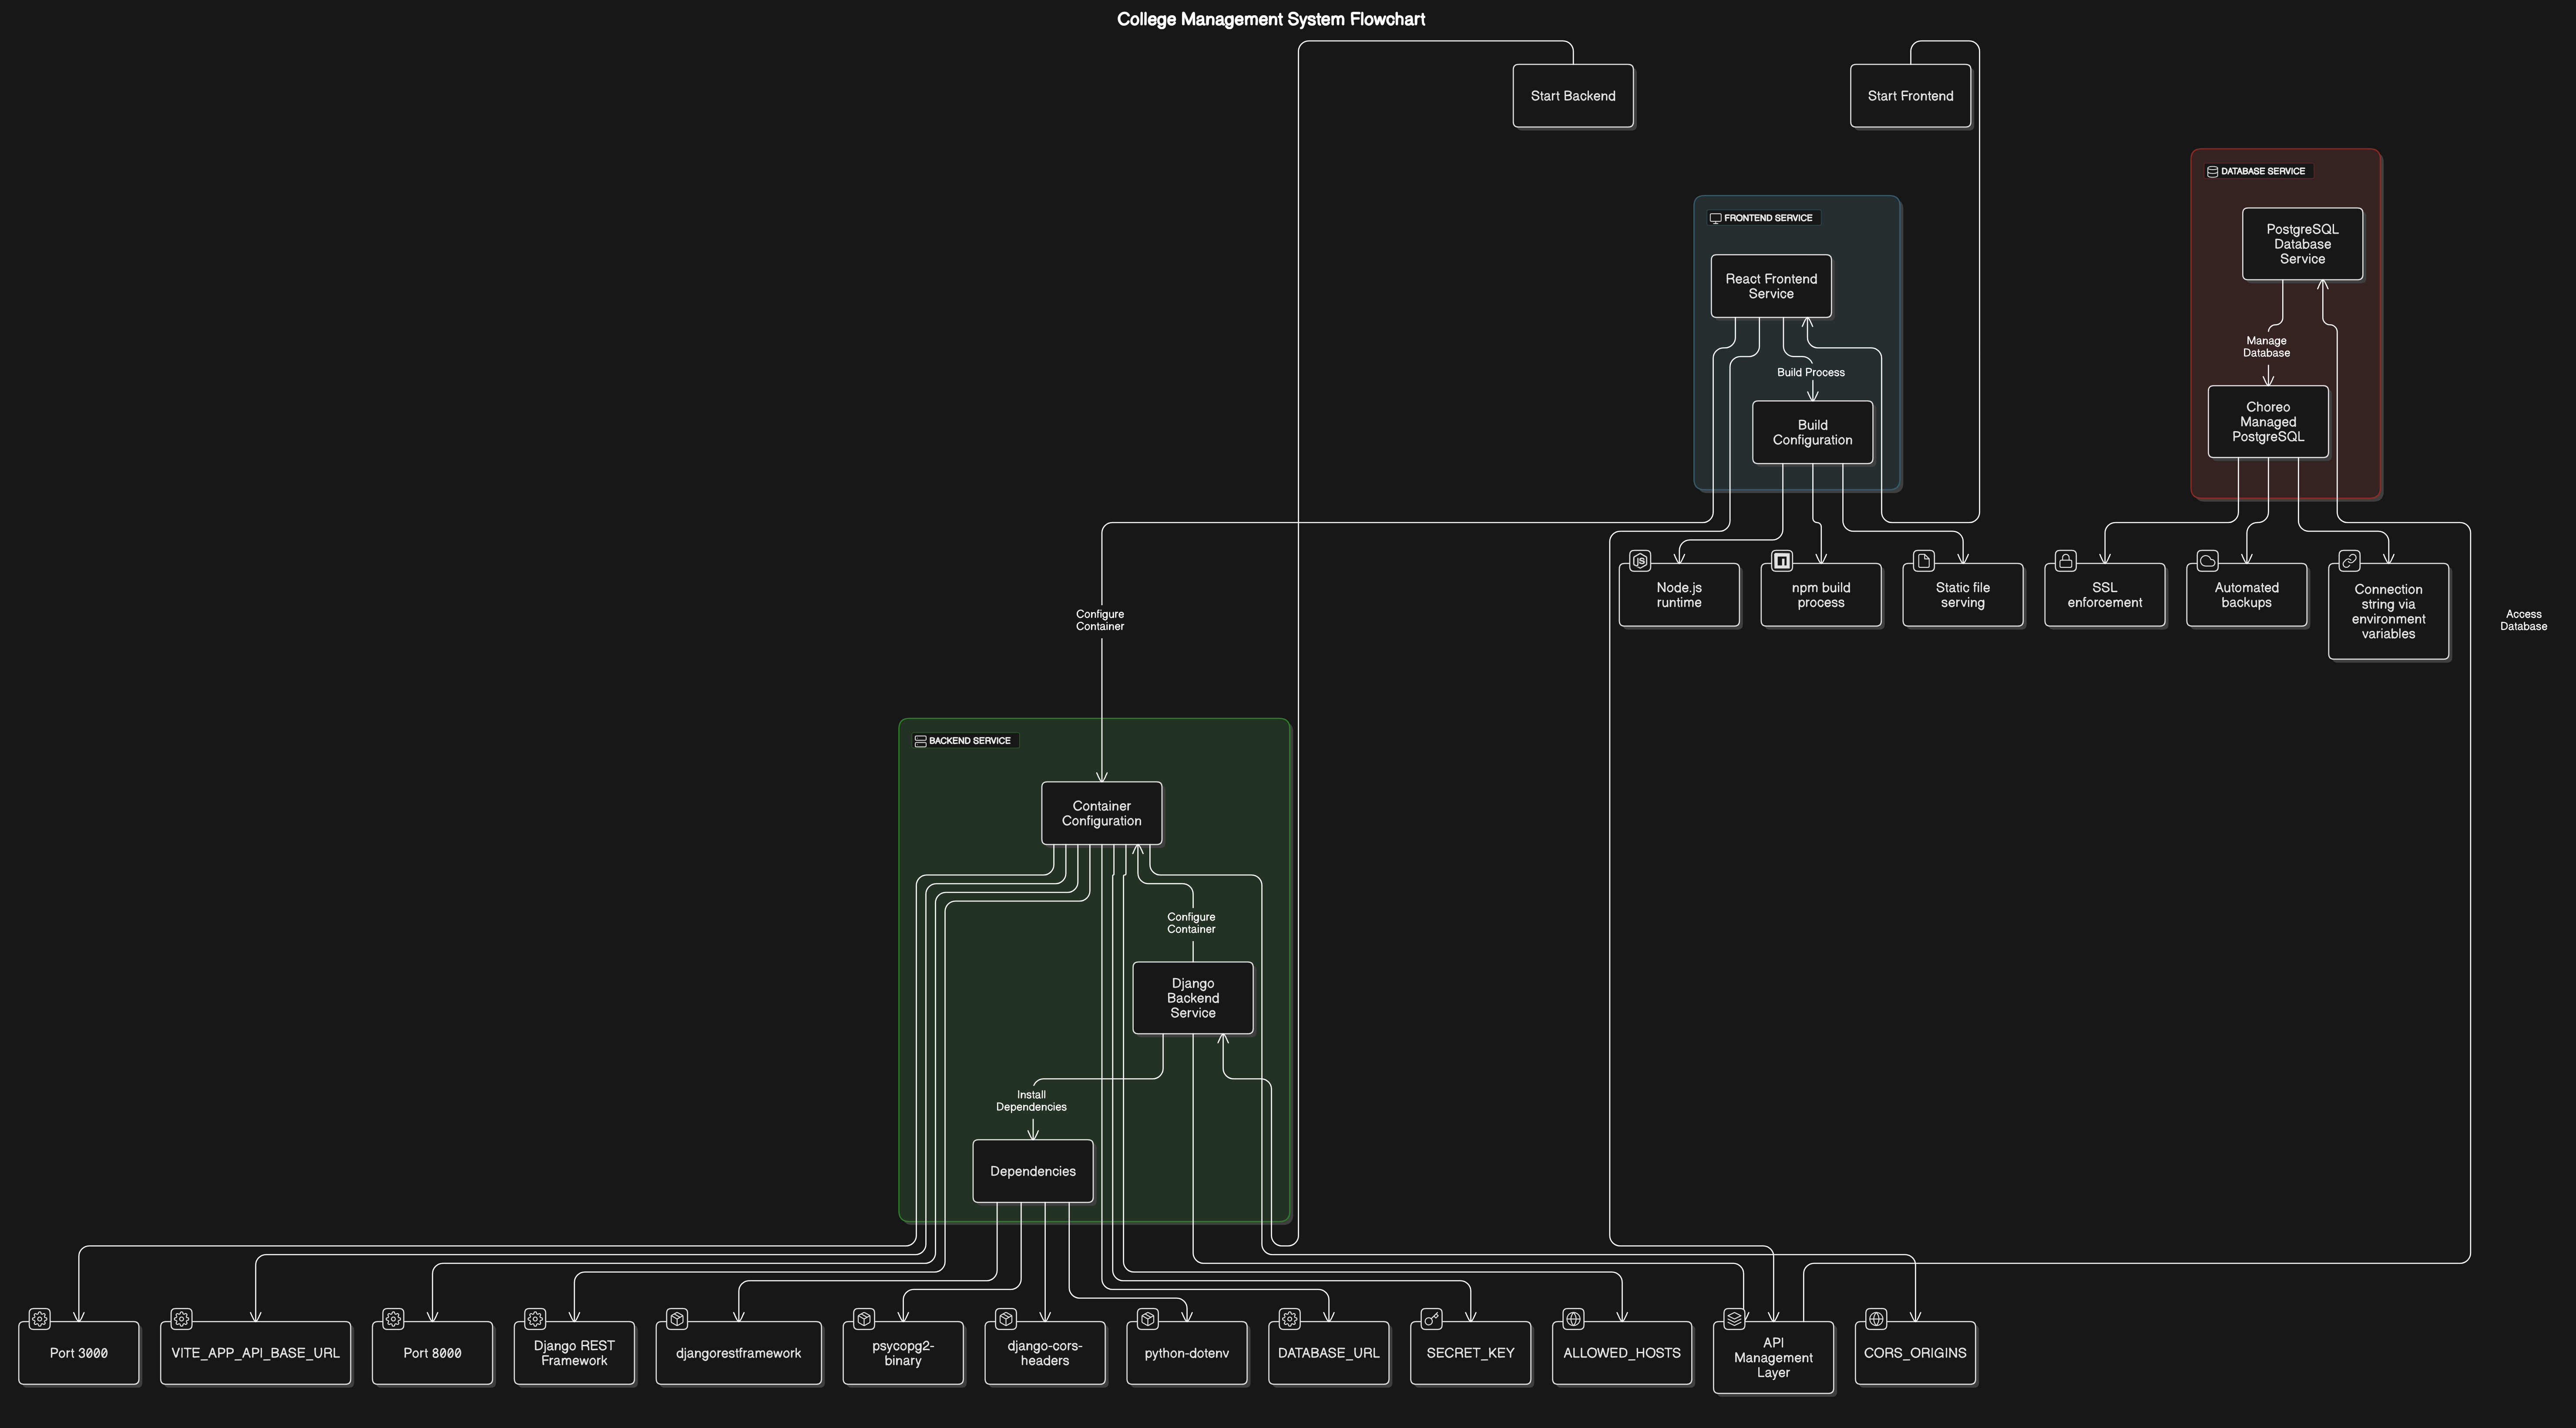 College Management System Flowchart
Start Backend
Start Frontend
DATABASE SERVICE
FRONTEND SERVICE
PostgreSQL
Database
Service
React Frontend
Service
Manage
Database
Build Process
Choreo
Managed
PostgreSQL
Build
Configuration
Node.js
runtime
npm build
process
Static file
serving
SSL
enforcement
Automated
backups
Connection
string via
environment
variables
Access
Database
Configure
Container
BACKEND SERVICE
Container
Configuration
Configure
Container
Django
Backend
Service
Install
Dependencies
Dependencies
Port 3000
VITE_APP_API_BASE_URL
Port 8000
Django REST
Framework
djangorestframework
psycopg2-
binary
django-cors-
headers
python-dotenv
DATABASE_URL
SECRET_KEY
ALLOWED_HOSTS
API
Management
Layer
CORS_ORIGINS